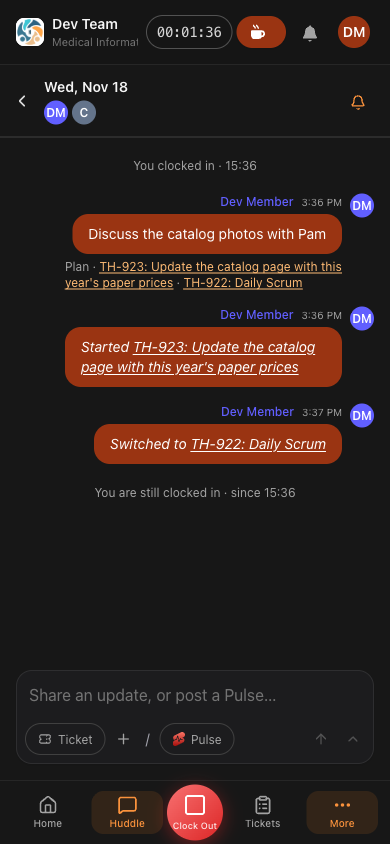 Dev Team
Medical Informat
00:01:36
DM
Wed, Nov 18
DM C
You clocked in · 15:36
Dev Member 3:36 PM DM
Discuss the catalog photos with Pam
Plan · TH-923: Update the catalog page with this
year's paper prices · TH-922: Daily Scrum
Dev Member 3:36 PM DM
Started TH-923: Update the catalog
page with this year's paper prices
Dev Member 3:37 PM DM
Switched to TH-922: Daily Scrum
You are still clocked in · since 15:36
Share an update, or post a Pulse...
Ticket + / Pulse
Home Huddle Clock Out Tickets More